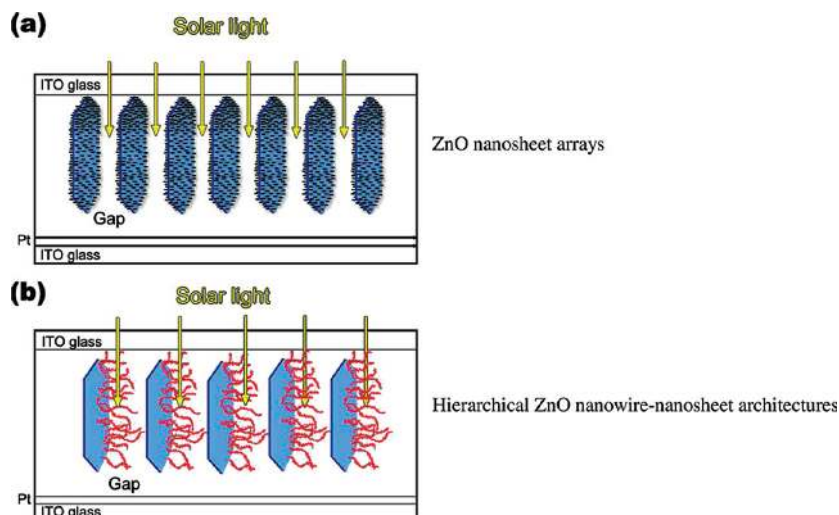 (a)
Solar light
ITO glass
ZnO nanosheet arrays
Gap
Pt
ITO glass
(b)
Solar light
ITO glass
Hierarchical ZnO nanowire-nanosheet architectures
Gap
Pt
ITO glass